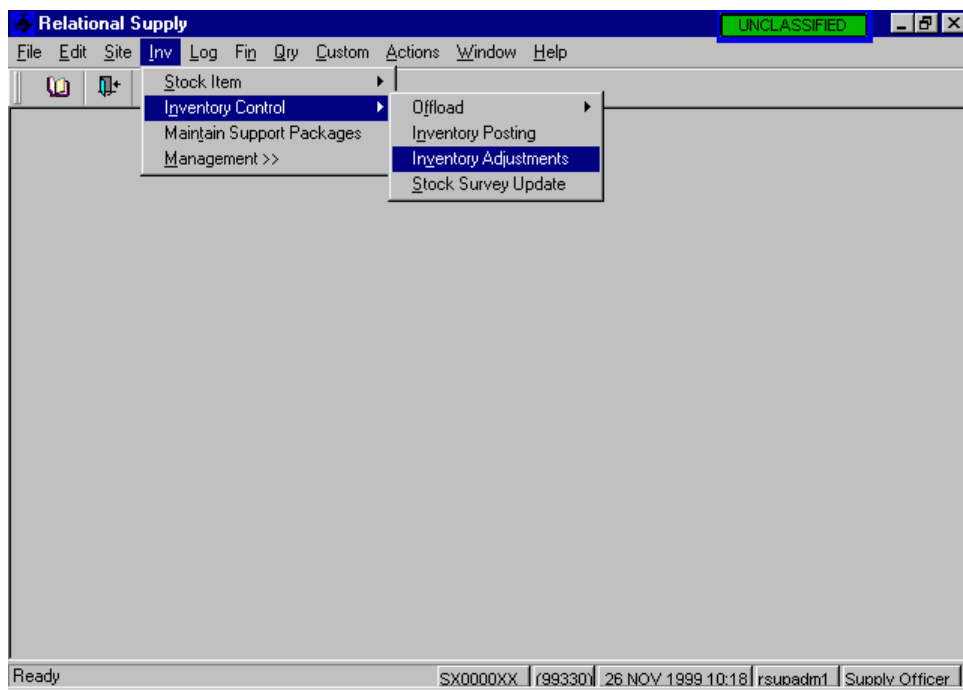 Relational Supply
UNCLASSIFIED
File Edit Site Inv Log Fin Qry Custom Actions Window Help
Stock Item
Inventory Control
Maintain Support Packages
Management >>
Offload
Inventory Posting
Inventory Adjustments
Stock Survey Update
Ready
SX0000XX (99330) 26 NOV 1999 10:18 rsupadm1 Supply Officer